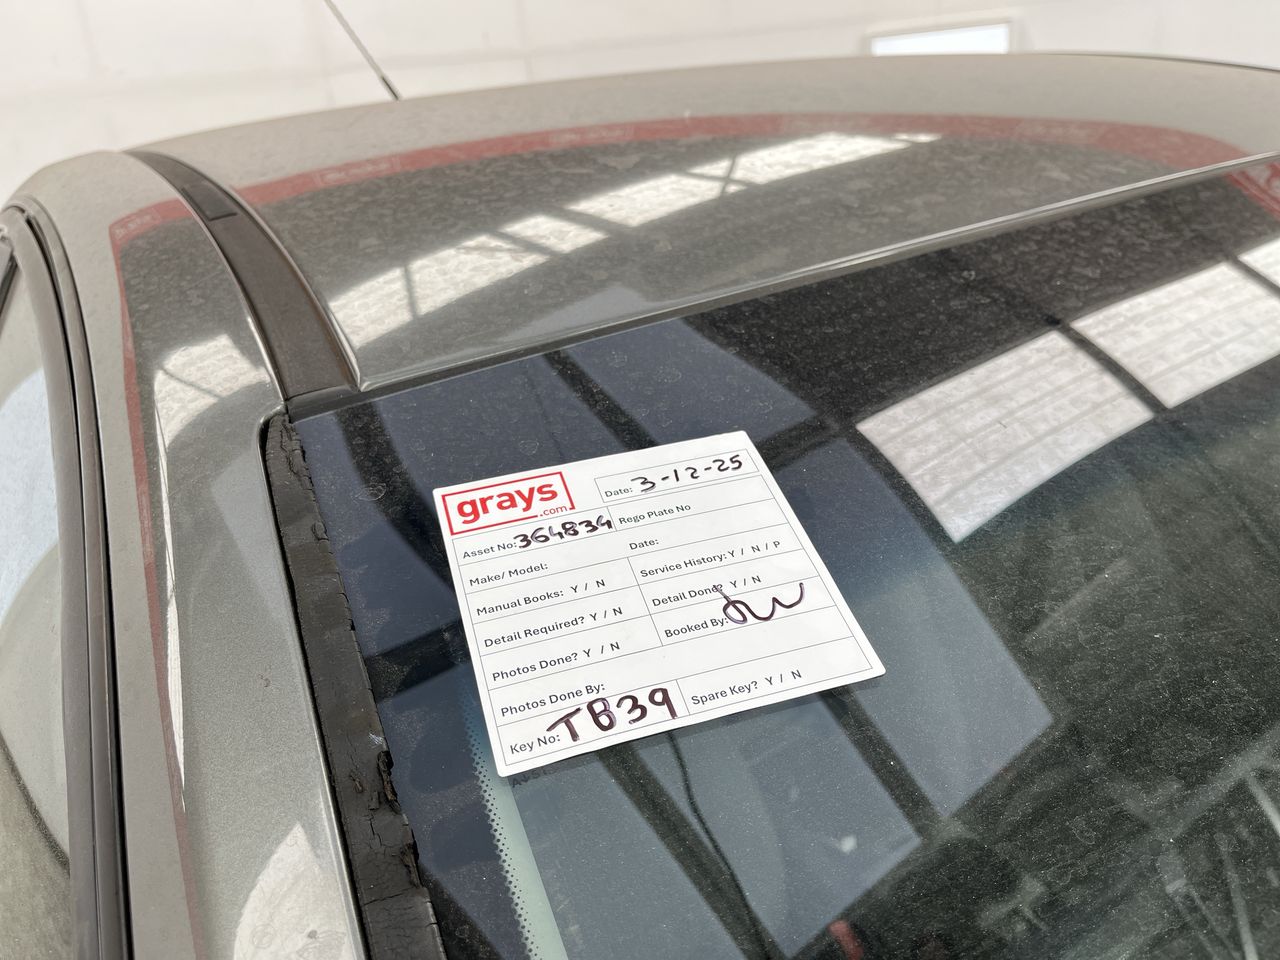 grays
.com
Date: 3-12-25
Asset No: 364834
Rego Plate No
Make/ Model:
Date:
Manual Books: Y / N
Service History: Y / N / P
Detail Required? Y / N
Detail Done? Y / N
Photos Done? Y / N
Booked By:
Photos Done By:
Key No: TB39
Spare Key? Y / N